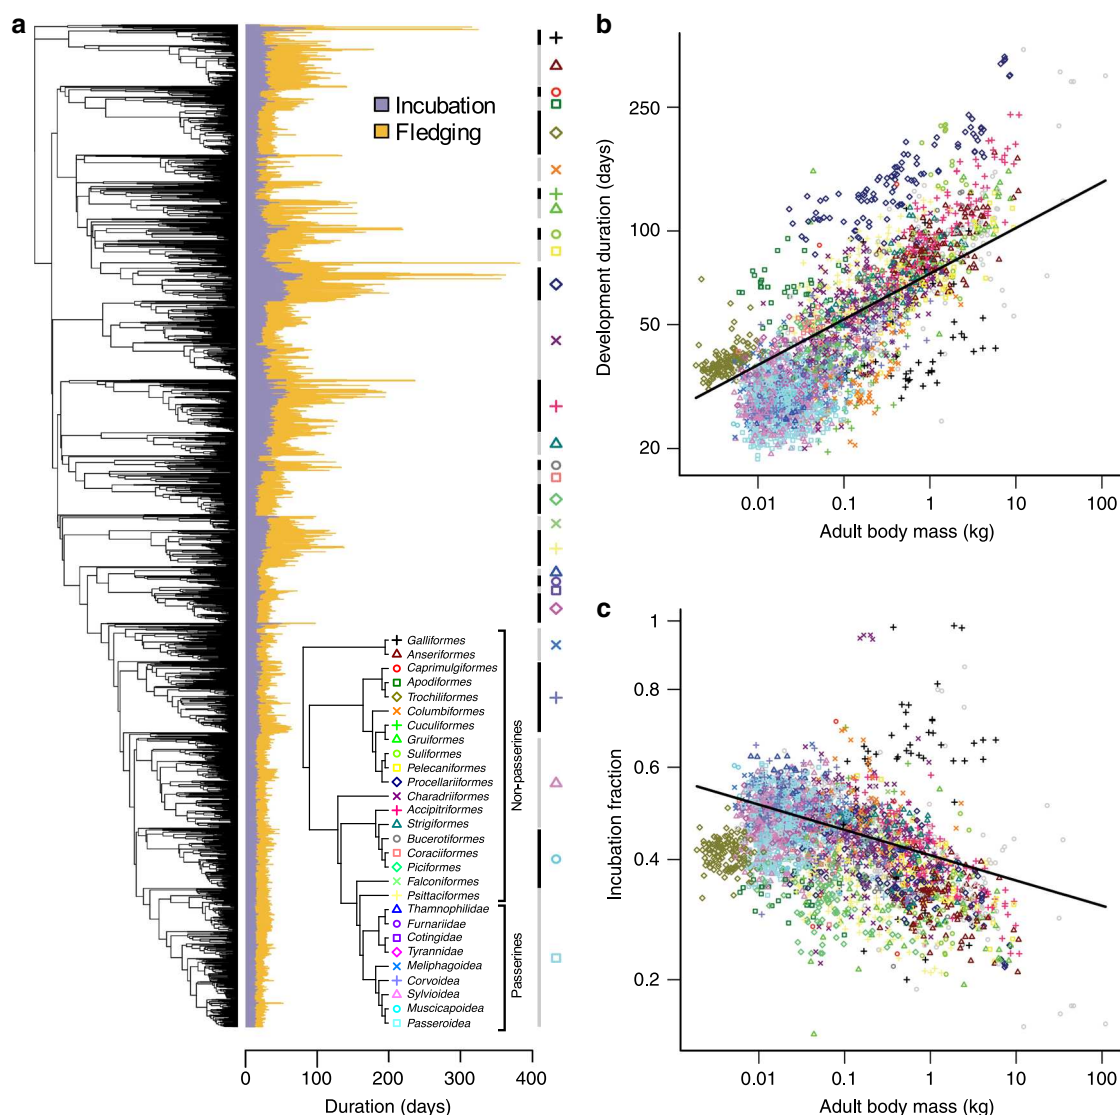 a
Incubation
Fledging
Galliformes
Anseriformes
Caprimulgiformes
Apodiformes
Trochiliformes
Columbiformes
Cuculiformes
Gruiformes
Suliformes
Pelecaniformes
Procellariiformes
Charadriiformes
Accipitriformes
Strigiformes
Bucerotiformes
Coraciiformes
Piciformes
Falconiformes
Psittaciformes
Thamnophilidae
Furnariidae
Cotingidae
Tyrannidae
Meliphagoidea
Corvoidea
Sylvioidea
Muscicapoidea
Passeroidea
Non-passerines
Passerines
0 100 200 300 400
Duration (days)
b
Development duration (days)
250
100
50
20
0.01 0.1 1 10 100
Adult body mass (kg)
c
Incubation fraction
1
0.8
0.6
0.4
0.2
0.01 0.1 1 10 100
Adult body mass (kg)